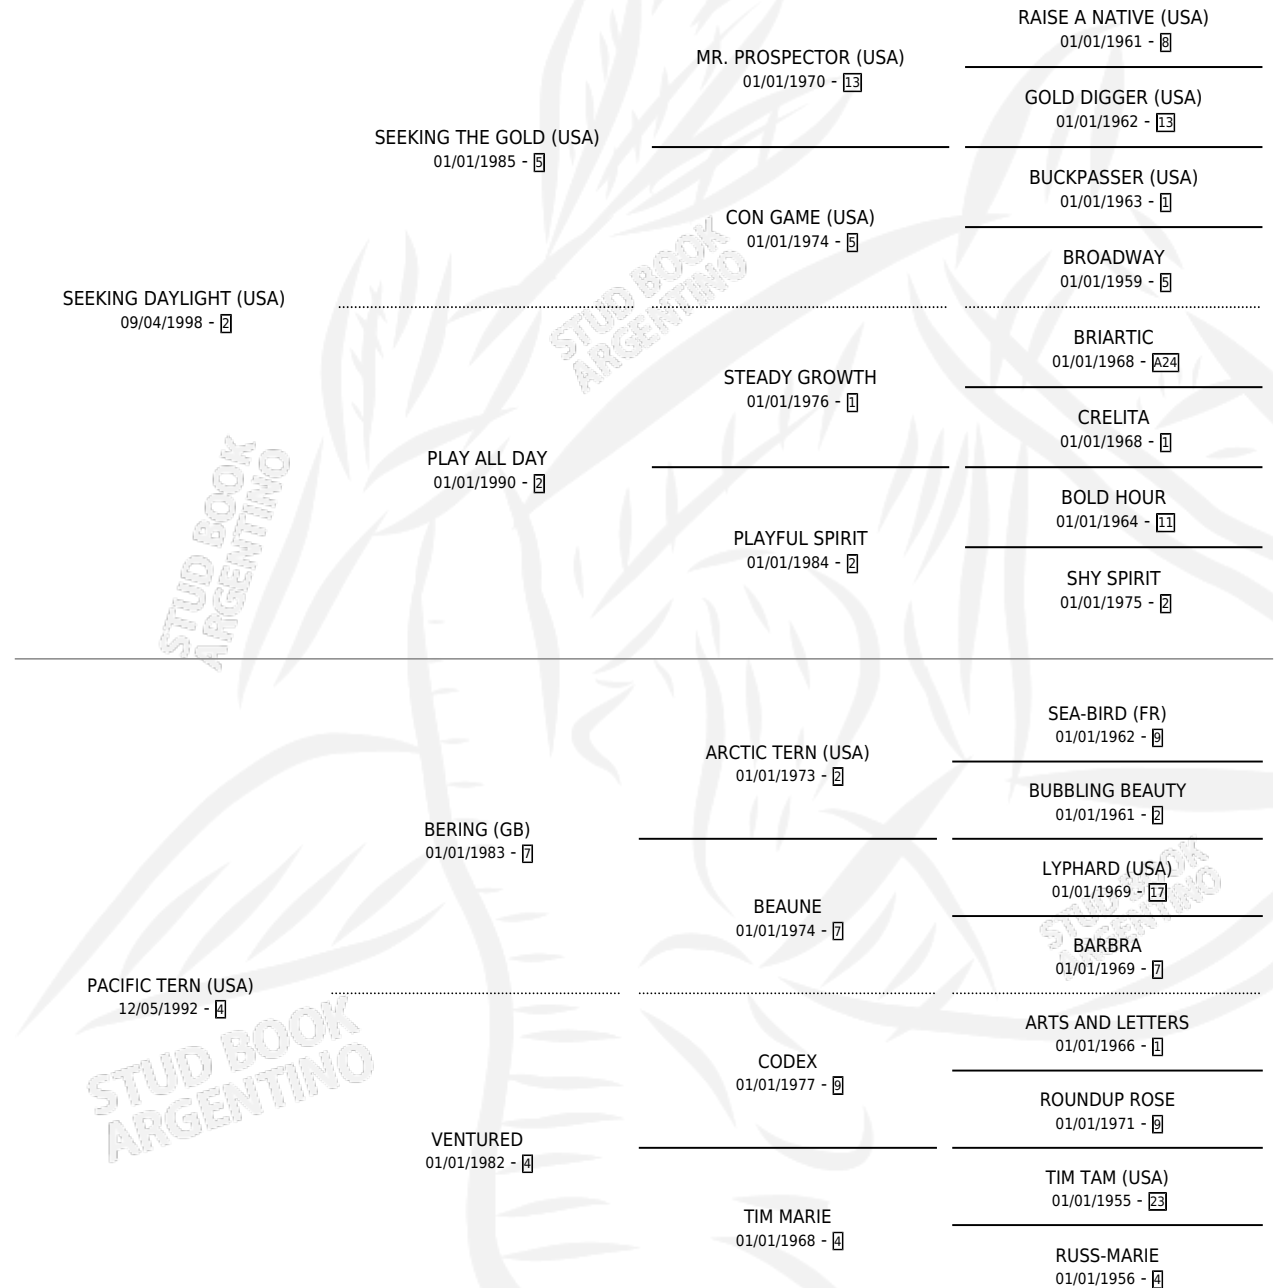 RAISE A NATIVE (USA)
01/01/1961 - 8
MR. PROSPECTOR (USA)
01/01/1970 - 13
GOLD DIGGER (USA)
01/01/1962 - 13
SEEKING THE GOLD (USA)
01/01/1985 - 5
BUCKPASSER (USA)
01/01/1963 - 1
CON GAME (USA)
01/01/1974 - 5
BROADWAY
01/01/1959 - 5
SEEKING DAYLIGHT (USA)
09/04/1998 - 2
BRIARTIC
01/01/1968 - A24
STEADY GROWTH
01/01/1976 - 1
CRELITA
01/01/1968 - 1
PLAY ALL DAY
01/01/1990 - 2
BOLD HOUR
01/01/1964 - 11
PLAYFUL SPIRIT
01/01/1984 - 2
SHY SPIRIT
01/01/1975 - 2
SEA-BIRD (FR)
01/01/1962 - 9
ARCTIC TERN (USA)
01/01/1973 - 2
BUBBLING BEAUTY
01/01/1961 - 2
BERING (GB)
01/01/1983 - 7
LYPHARD (USA)
01/01/1969 - 17
BEAUNE
01/01/1974 - 7
BARBRA
01/01/1969 - 7
PACIFIC TERN (USA)
12/05/1992 - 4
ARTS AND LETTERS
01/01/1966 - 1
CODEX
01/01/1977 - 9
ROUNDUP ROSE
01/01/1971 - 9
VENTURED
01/01/1982 - 4
TIM TAM (USA)
01/01/1955 - 23
TIM MARIE
01/01/1968 - 4
RUSS-MARIE
01/01/1956 - 4
STUD BOOK
ARGENTINO
STUD BOOK
ARGENTINO
STUD BOOK
ARGENTINO
STUD BOOK
ARGENTINO